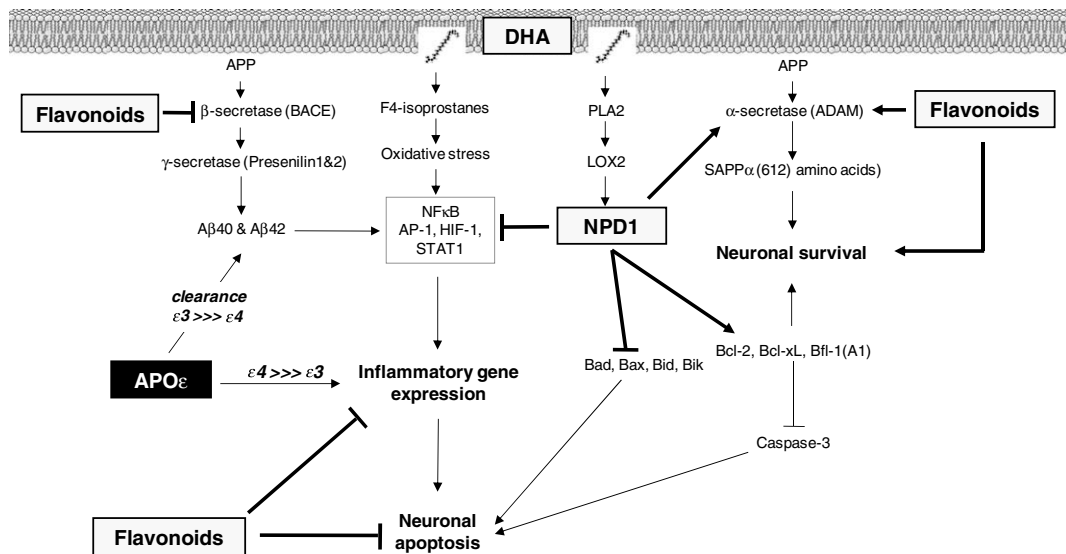 DHA
APP
APP
F4-isoprostanes
PLA2
Flavonoids
β-secretase (BACE)
α-secretase (ADAM)
Flavonoids
Oxidative stress
LOX2
γ-secretase (Presenilin1&2)
SAPPα (612) amino acids)
NFκB
AP-1, HIF-1,
STAT1
Aβ40 & Aβ42
NPD1
Neuronal survival
clearance
ε3 >>> ε4
Bcl-2, Bcl-xL, Bfl-1(A1)
Bad, Bax, Bid, Bik
APOε
ε4 >>> ε3
Inflammatory gene
expression
Caspase-3
Flavonoids
Neuronal
apoptosis